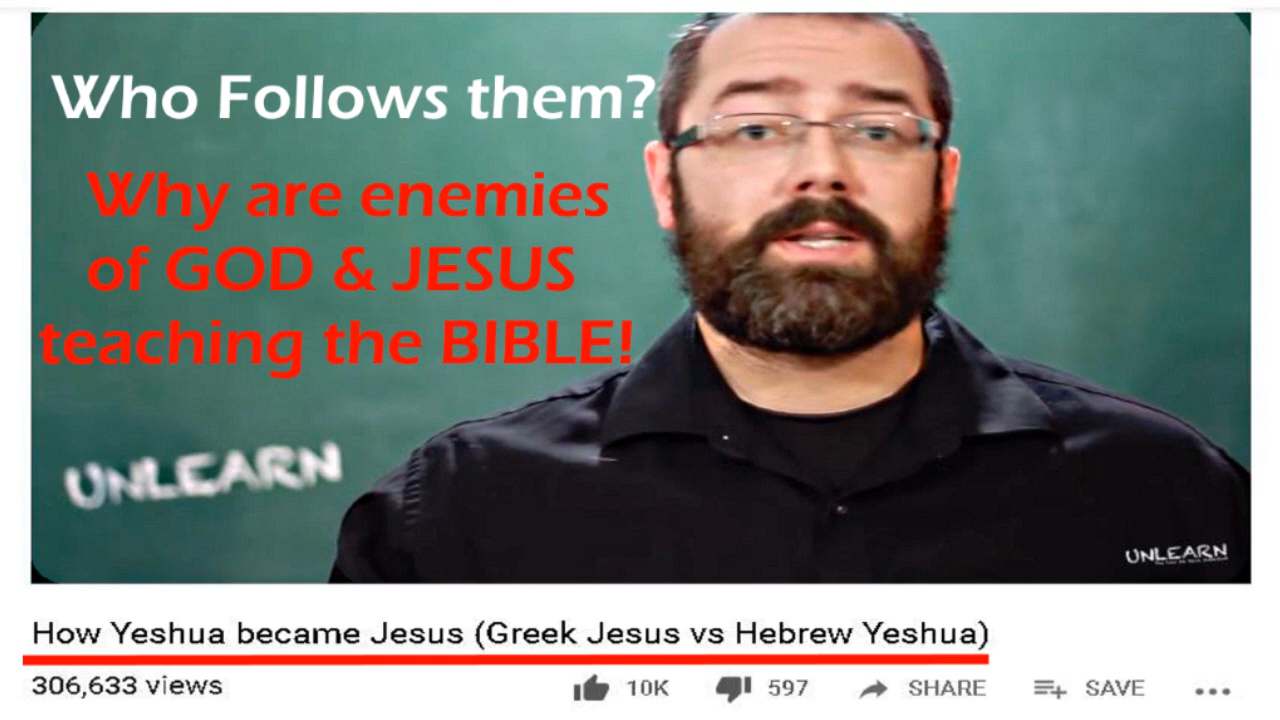 Who Follows them?
Why are enemies
of GOD & JESUS
teaching the BIBLE!
UNLEARN
UNLEARN
How Yeshua became Jesus (Greek Jesus vs Hebrew Yeshua)
306,633 views
10K
597
SHARE
SAVE